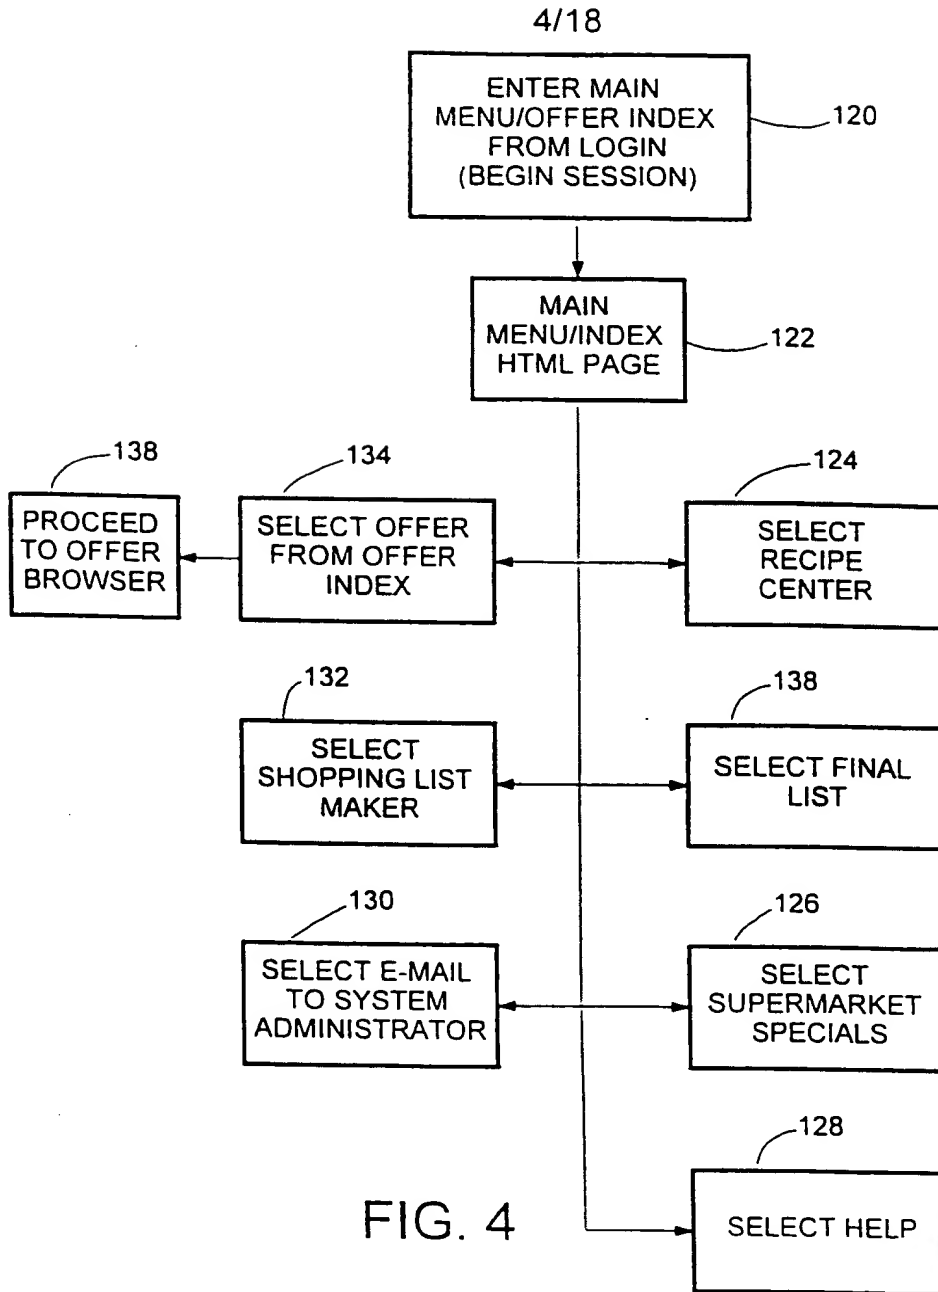 4/18
ENTER MAIN
MENU/OFFER INDEX
FROM LOGIN
(BEGIN SESSION)
120
MAIN
MENU/INDEX
HTML PAGE
122
138
PROCEED
TO OFFER
BROWSER
134
SELECT OFFER
FROM OFFER
INDEX
124
SELECT
RECIPE
CENTER
132
SELECT
SHOPPING LIST
MAKER
138
SELECT FINAL
LIST
130
SELECT E-MAIL
TO SYSTEM
ADMINISTRATOR
126
SELECT
SUPERMARKET
SPECIALS
128
SELECT HELP
FIG. 4